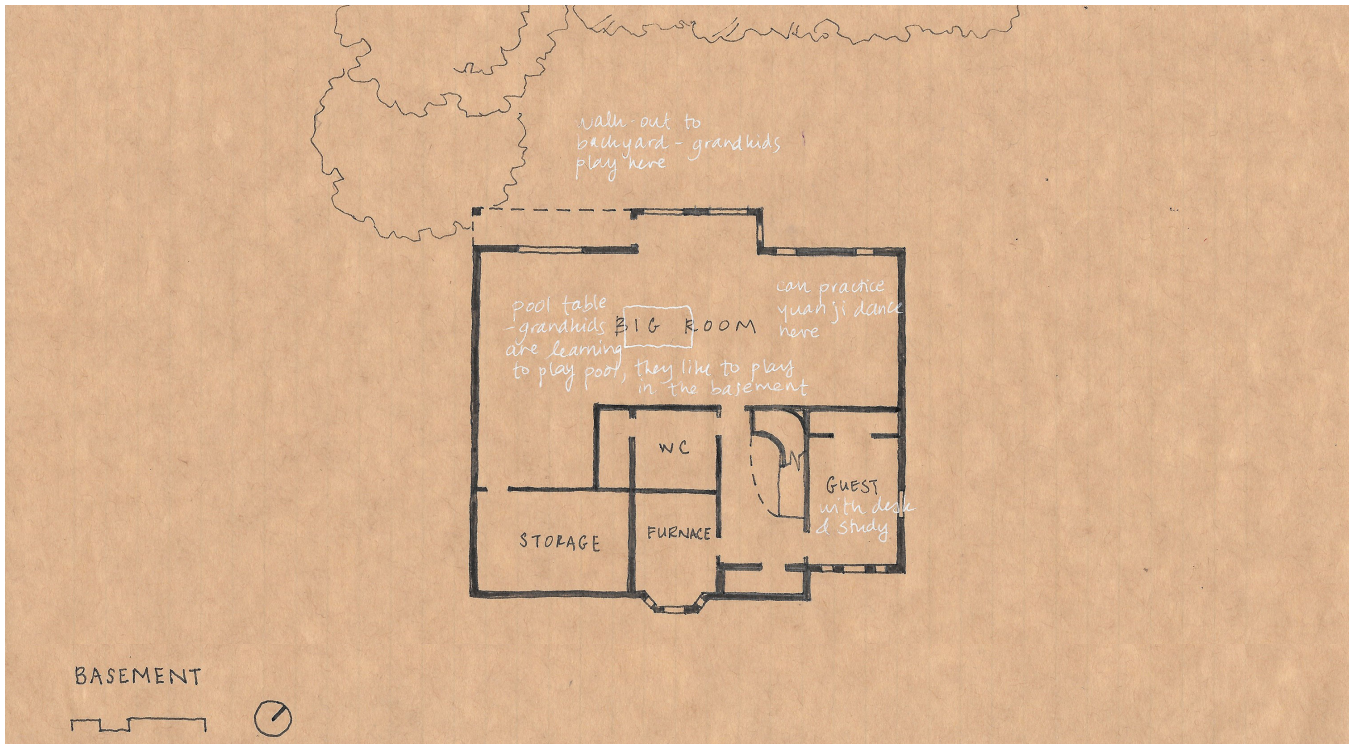 walk-out to
backyard - grandkids
play here
can practice
yuan ji dance
here
pool table
- grandkids
are learning
to play pool, they like to play
in the basement
BIG ROOM
WC
GUEST
with desk
& study
STORAGE
FURNACE
BASEMENT